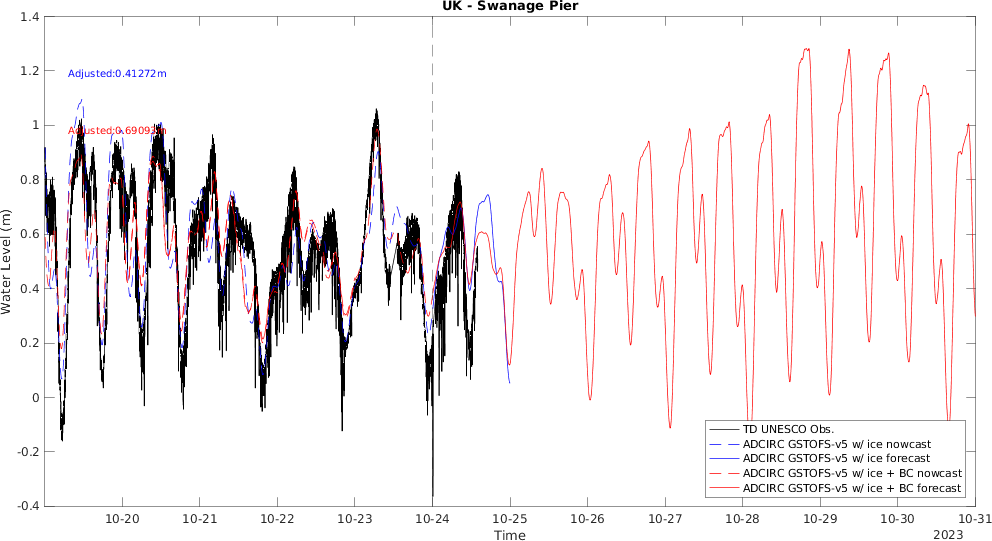 UK - Swanage Pier
1.4
1.2
1
0.8
0.6
0.4
0.2
0
-0.2
-0.4
Water Level (m)
Adjusted:0.41272m
Adjusted:0.69093m
TD UNESCO Obs.
ADCIRC GSTOFS-v5 w/ ice nowcast
ADCIRC GSTOFS-v5 w/ ice forecast
ADCIRC GSTOFS-v5 w/ ice + BC nowcast
ADCIRC GSTOFS-v5 w/ ice + BC forecast
10-20 10-21 10-22 10-23 10-24 10-25 10-26 10-27 10-28 10-29 10-30 10-31
Time
2023